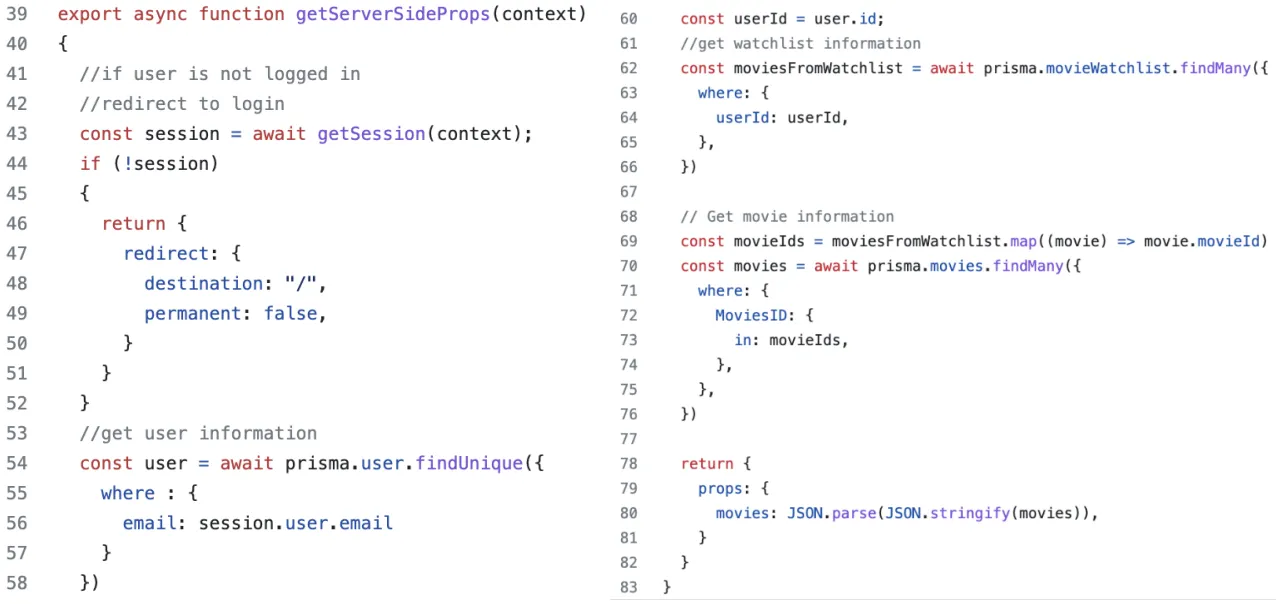 39 export async function getServerSideProps(context)
40 {
41   //if user is not logged in
42   //redirect to login
43   const session = await getSession(context);
44   if (!session)
45   {
46     return {
47       redirect: {
48         destination: "/",
49         permanent: false,
50       }
51     }
52   }
53   //get user information
54   const user = await prisma.user.findUnique({
55     where : {
56       email: session.user.email
57     }
58   })
60   const userId = user.id;
61   //get watchlist information
62   const moviesFromWatchlist = await prisma.movieWatchlist.findMany({
63     where: {
64       userId: userId,
65     },
66   })
67
68   // Get movie information
69   const movieIds = moviesFromWatchlist.map((movie) => movie.movieId)
70   const movies = await prisma.movies.findMany({
71     where: {
72       MoviesID: {
73         in: movieIds,
74       },
75     },
76   })
77
78   return {
79     props: {
80       movies: JSON.parse(JSON.stringify(movies)),
81     }
82   }
83 }